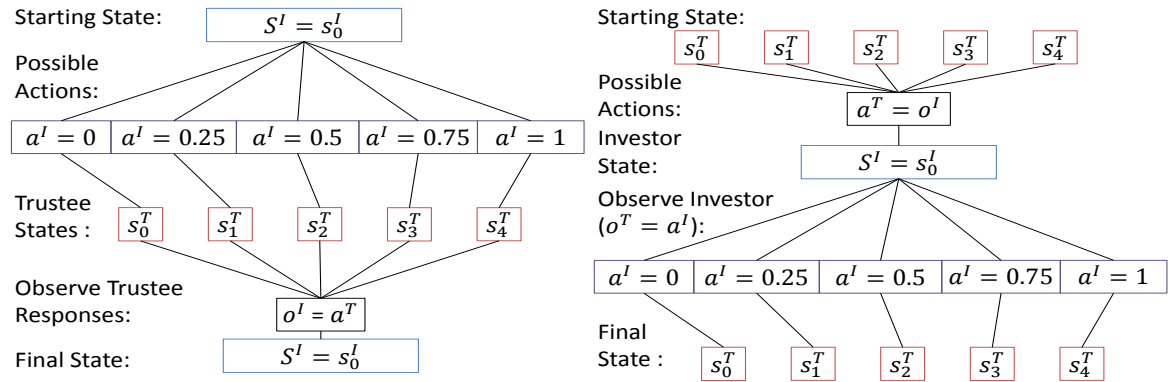 Starting State:
S^I = s_0^I
Possible
Actions:
a^I = 0 a^I = 0.25 a^I = 0.5 a^I = 0.75 a^I = 1
Trustee
States :
s_0^T s_1^T s_2^T s_3^T s_4^T
Observe Trustee
Responses:
o^I = a^T
Final State:
S^I = s_0^I
Starting State:
s_0^T s_1^T s_2^T s_3^T s_4^T
Possible
Actions:
a^T = o^I
Investor
State:
S^I = s_0^I
Observe Investor
(o^T = a^I):
a^I = 0 a^I = 0.25 a^I = 0.5 a^I = 0.75 a^I = 1
Final
State :
s_0^T s_1^T s_2^T s_3^T s_4^T